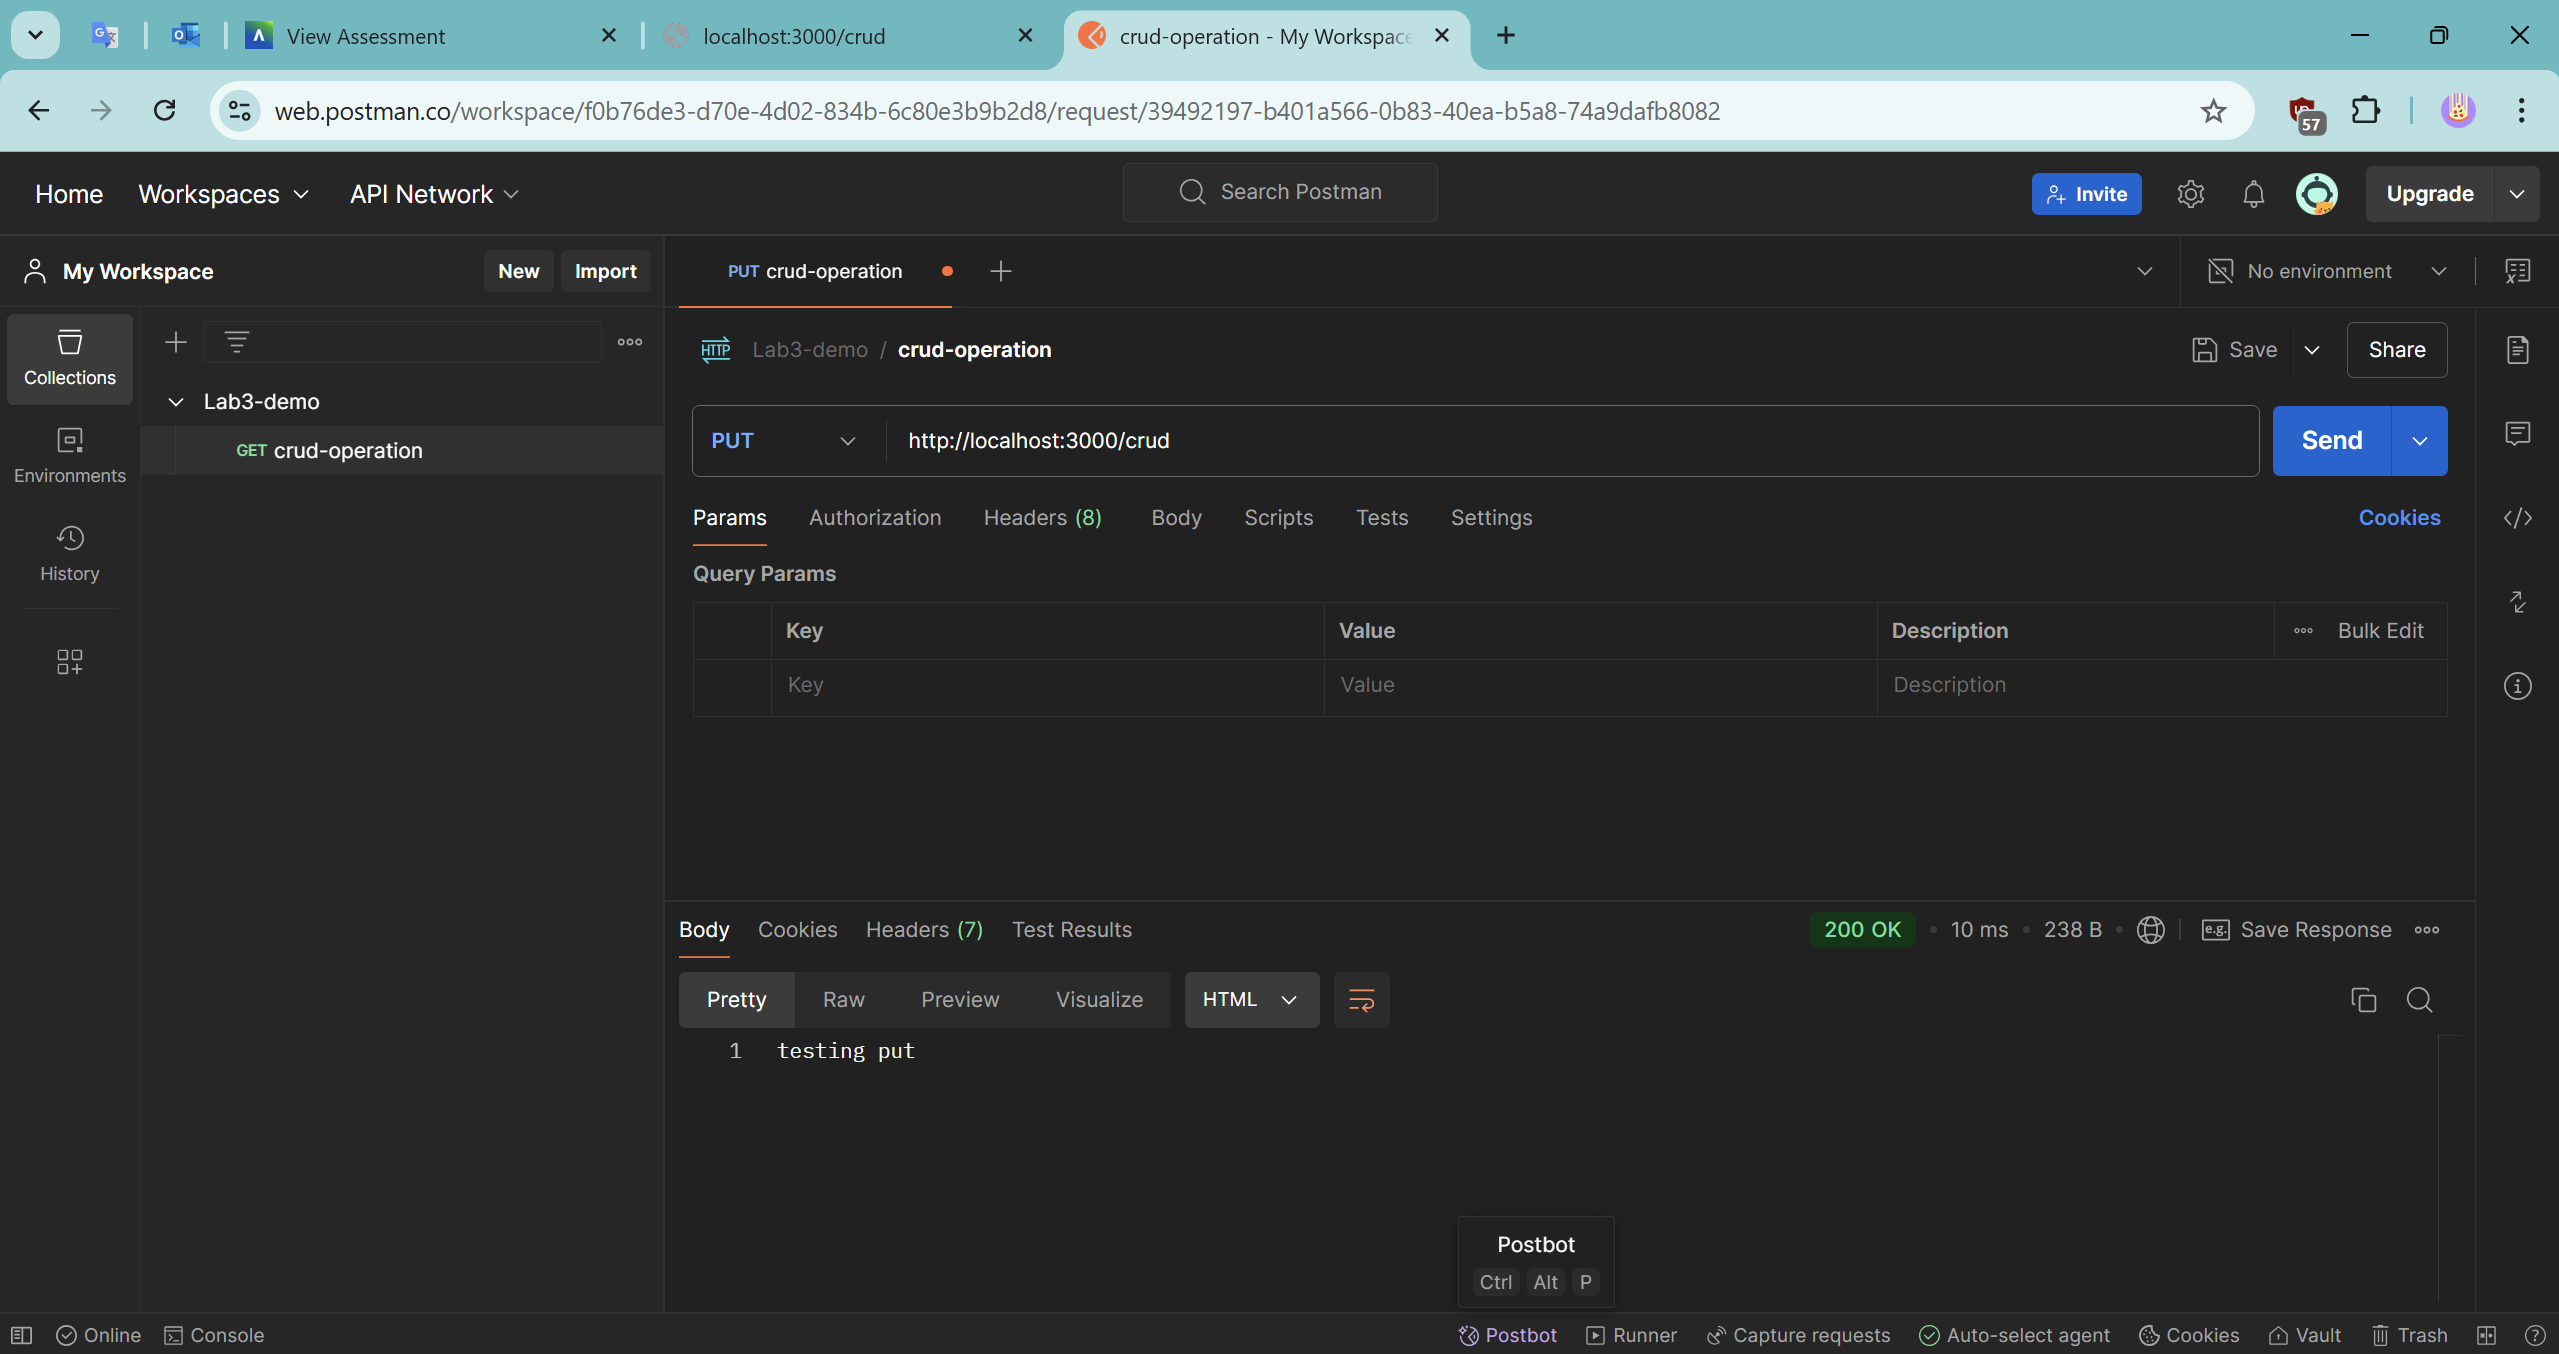 View Assessment
localhost:3000/crud
crud-operation - My Workspace
web.postman.co/workspace/f0b76de3-d70e-4d02-834b-6c80e3b9b2d8/request/39492197-b401a566-0b83-40ea-b5a8-74a9dafb8082
57
Home Workspaces API Network
Search Postman
Invite
Upgrade
My Workspace
New Import
PUT crud-operation
No environment
Collections
Lab3-demo
GET crud-operation
Environments
History
HTTP Lab3-demo / crud-operation
Save
Share
PUT http://localhost:3000/crud
Send
Params Authorization Headers (8) Body Scripts Tests Settings
Cookies
Query Params
Key Value Description Bulk Edit
Key Value Description
Body Cookies Headers (7) Test Results
200 OK • 10 ms • 238 B •
e.g. Save Response
Pretty Raw Preview Visualize HTML
1 testing put
Postbot
Ctrl Alt P
Online Console
Postbot Runner Capture requests Auto-select agent Cookies Vault Trash